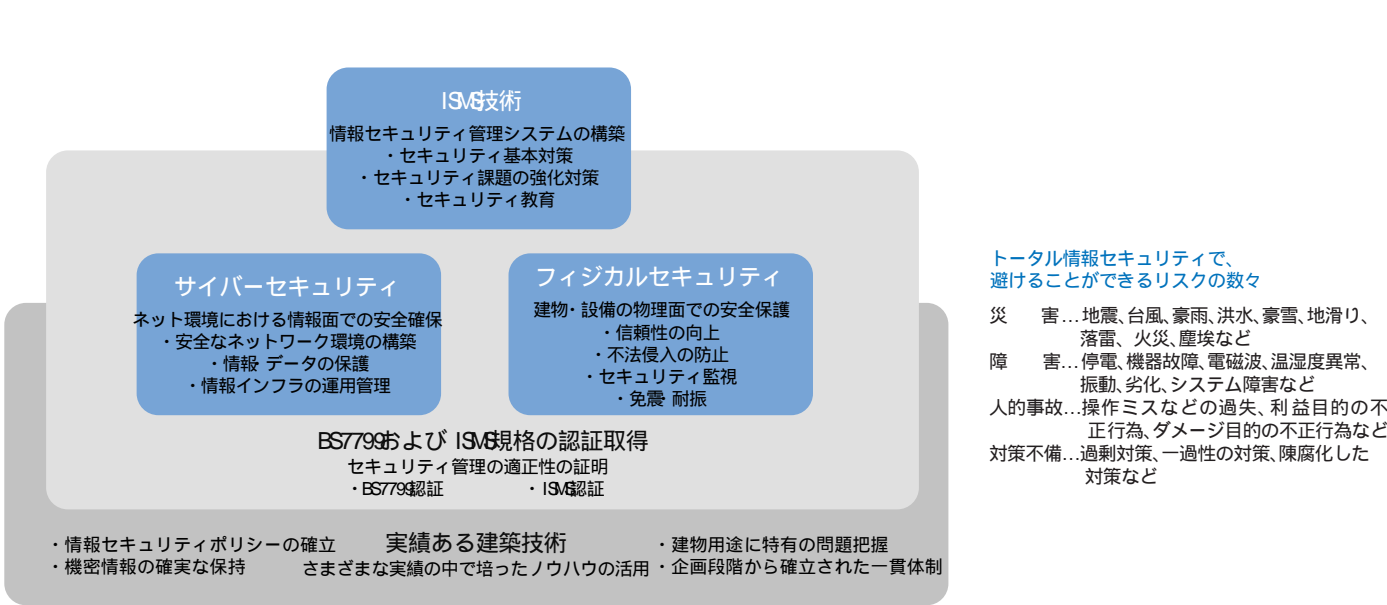 ISMS技術
情報セキュリティ管理システムの構築
・セキュリティ基本対策
・セキュリティ課題の強化対策
・セキュリティ教育
サイバーセキュリティ
ネット環境における情報面での安全確保
・安全なネットワーク環境の構築
・情報・データの保護
・情報インフラの運用管理
フィジカルセキュリティ
建物・設備の物理面での安全保護
・信頼性の向上
・不法侵入の防止
・セキュリティ監視
・免震・耐振
BS7799および ISMS規格の認証取得
セキュリティ管理の適正性の証明
・BS7799認証 ・ISMS認証
・情報セキュリティポリシーの確立
・機密情報の確実な保持
実績ある建築技術
さまざまな実績の中で培ったノウハウの活用
・建物用途に特有の問題把握
・企画段階から確立された一貫体制
トータル情報セキュリティで、
避けることができるリスクの数々
災　害…地震、台風、豪雨、洪水、豪雪、地滑り、
落雷、火災、塵埃など
障　害…停電、機器故障、電磁波、温湿度異常、
振動、劣化、システム障害など
人的事故…操作ミスなどの過失、利益目的の不
正行為、ダメージ目的の不正行為など
対策不備…過剰対策、一過性の対策、陳腐化した
対策など